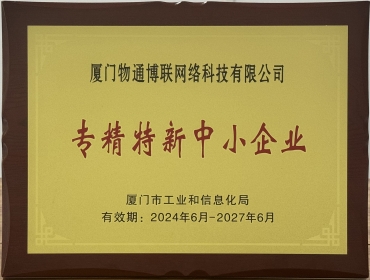 厦门物通博联网络科技有限公司
专精特新中小企业
厦门市工业和信息化局
有效期：2024年6月-2027年6月